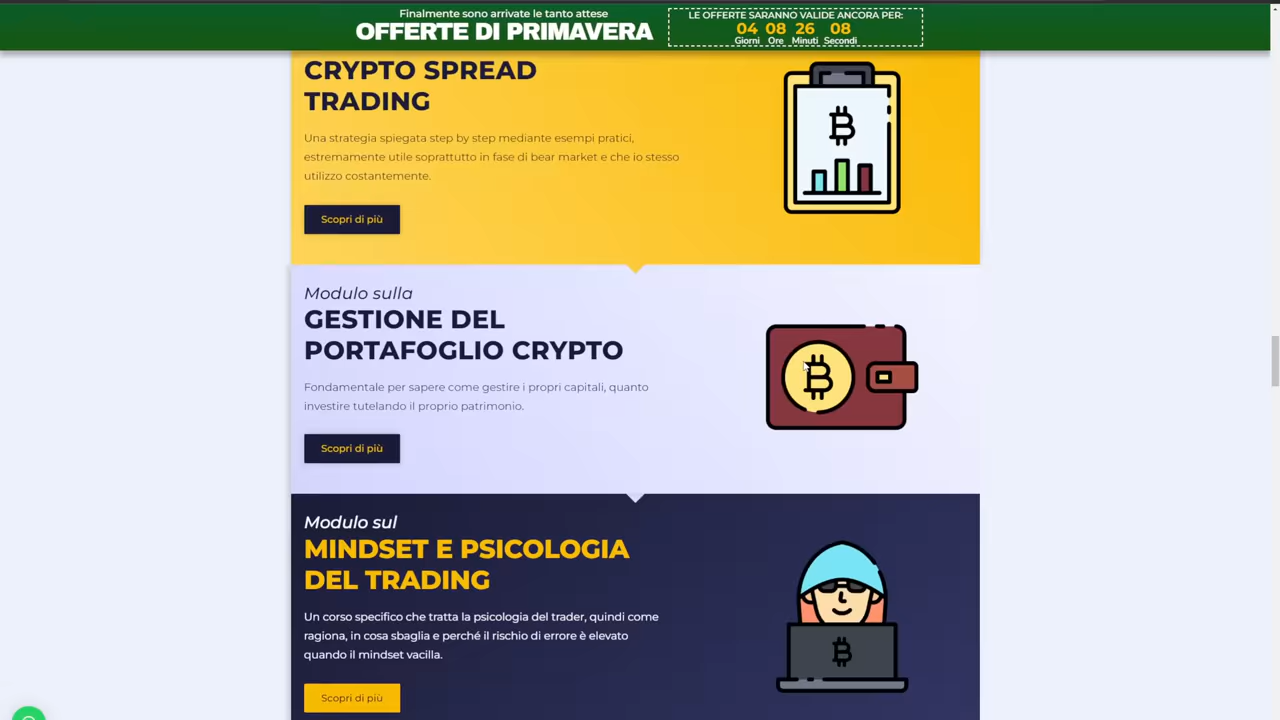 Finalmente sono arrivate le tanto attese
OFFERTE DI PRIMAVERA
LE OFFERTE SARANNO VALIDE ANCORA PER:
04 08 26 08
Giorni Ore Minuti Secondi
CRYPTO SPREAD
TRADING
Una strategia spiegata step by step mediante esempi pratici,
estremamente utile soprattutto in fase di bear market e che io stesso
utilizzo costantemente.
Scopri di più
Modulo sulla
GESTIONE DEL
PORTAFOGLIO CRYPTO
Fondamentale per sapere come gestire i propri capitali, quanto
investire tutelando il proprio patrimonio.
Scopri di più
Modulo sul
MINDSET E PSICOLOGIA
DEL TRADING
Un corso specifico che tratta la psicologia del trader, quindi come
ragiona, in cosa sbaglia e perché il rischio di errore è elevato
quando il mindset vacilla.
Scopri di più